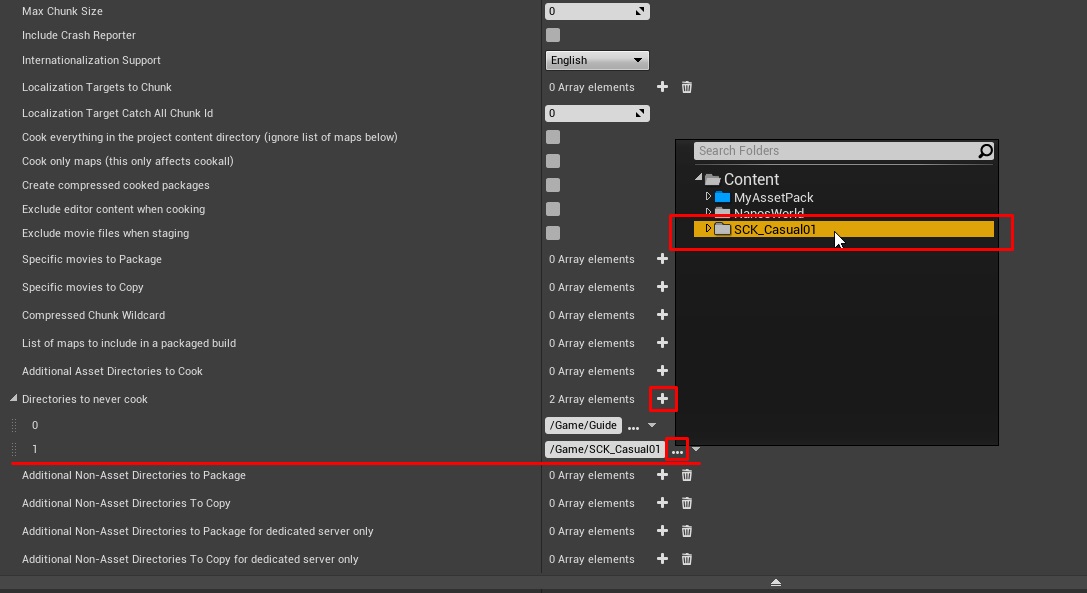 Max Chunk Size
0
Include Crash Reporter
Internationalization Support
English
Localization Targets to Chunk
0 Array elements
Localization Target Catch All Chunk Id
0
Cook everything in the project content directory (ignore list of maps below)
Cook only maps (this only affects cookall)
Create compressed cooked packages
Exclude editor content when cooking
Exclude movie files when staging
Specific movies to Package
0 Array elements
Specific movies to Copy
0 Array elements
Compressed Chunk Wildcard
0 Array elements
List of maps to include in a packaged build
0 Array elements
Additional Asset Directories to Cook
0 Array elements
Directories to never cook
2 Array elements
0
/Game/Guide
...
1
/Game/SCK_Casual01
...
Additional Non-Asset Directories to Package
0 Array elements
Additional Non-Asset Directories To Copy
0 Array elements
Additional Non-Asset Directories to Package for dedicated server only
0 Array elements
Additional Non-Asset Directories To Copy for dedicated server only
0 Array elements
Search Folders
Content
MyAssetPack
NanosWorld
SCK_Casual01